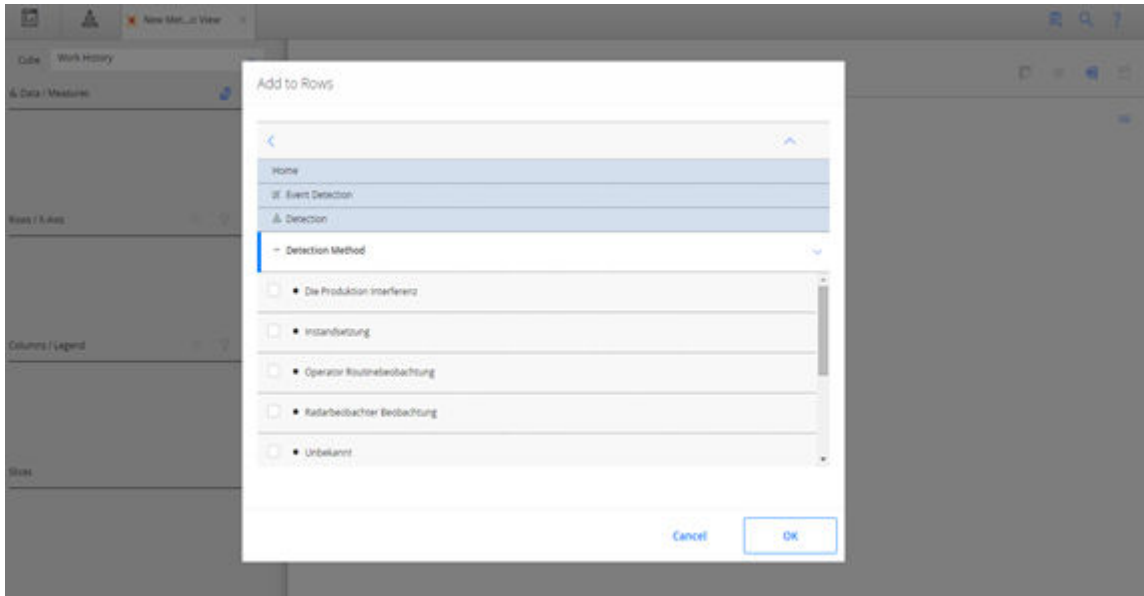 New Met...c View
Cube Work History
Data / Measures
Rows / X-Axis
Columns / Legend
Slices
Add to Rows
Home
Event Detection
Detection
Detection Method
Die Produktion Interferenz
Instandsetzung
Operator Routinebeobachtung
Radarbeobachter Beobachtung
Unbekannt
Cancel
OK